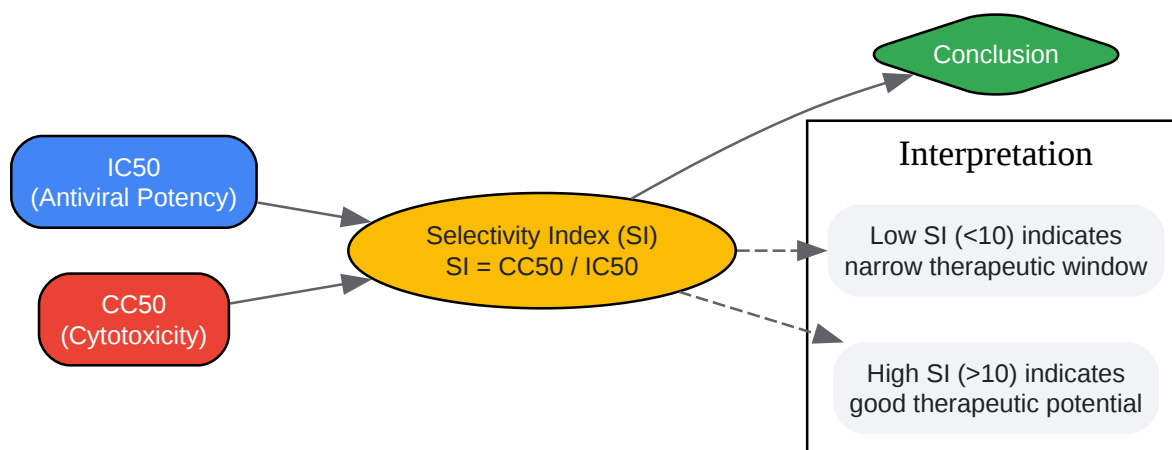 Conclusion
IC50
(Antiviral Potency)
CC50
(Cytotoxicity)
Selectivity Index (SI)
SI = CC50 / IC50
Interpretation
Low SI (<10) indicates
narrow therapeutic window
High SI (>10) indicates
good therapeutic potential